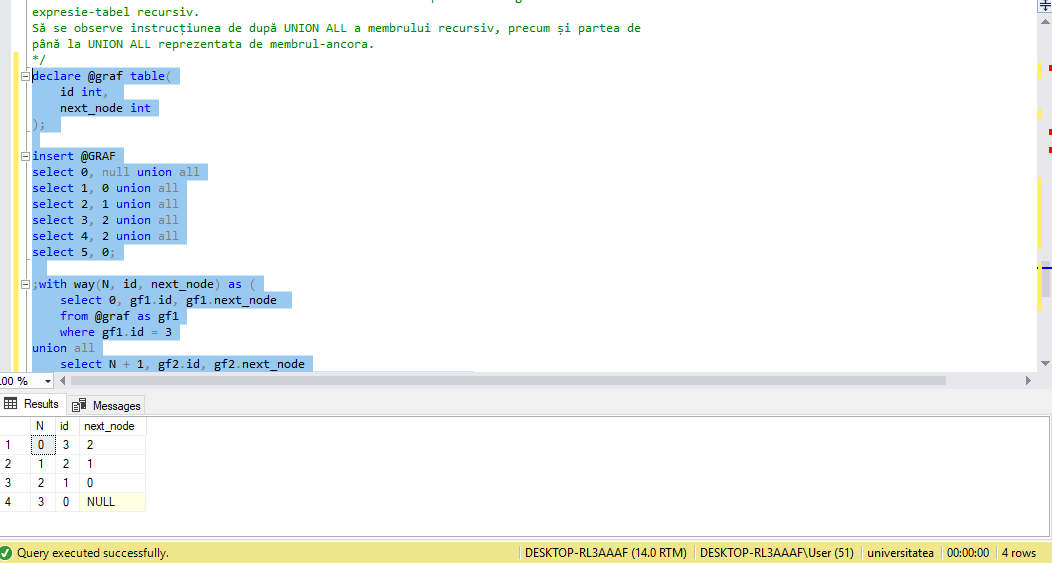 expresie-tabel recursiv.
Să se observe instrucțiunea de după UNION ALL a membrului recursiv, precum și partea de
până la UNION ALL reprezentata de membrul-ancora.
*/
declare @graf table(
id int,
next_node int
);
insert @GRAF
select 0, null union all
select 1, 0 union all
select 2, 1 union all
select 3, 2 union all
select 4, 2 union all
select 5, 0;
;with way(N, id, next_node) as (
select 0, gf1.id, gf1.next_node
from @graf as gf1
where gf1.id = 3
union all
select N + 1, gf2.id, gf2.next_node
00 %
Results Messages
N id next_node
1 0 3 2
2 1 2 1
3 2 1 0
4 3 0 NULL
Query executed successfully. DESKTOP-RL3AAAF (14.0 RTM) DESKTOP-RL3AAAF\User (51) universitatea 00:00:00 4 rows